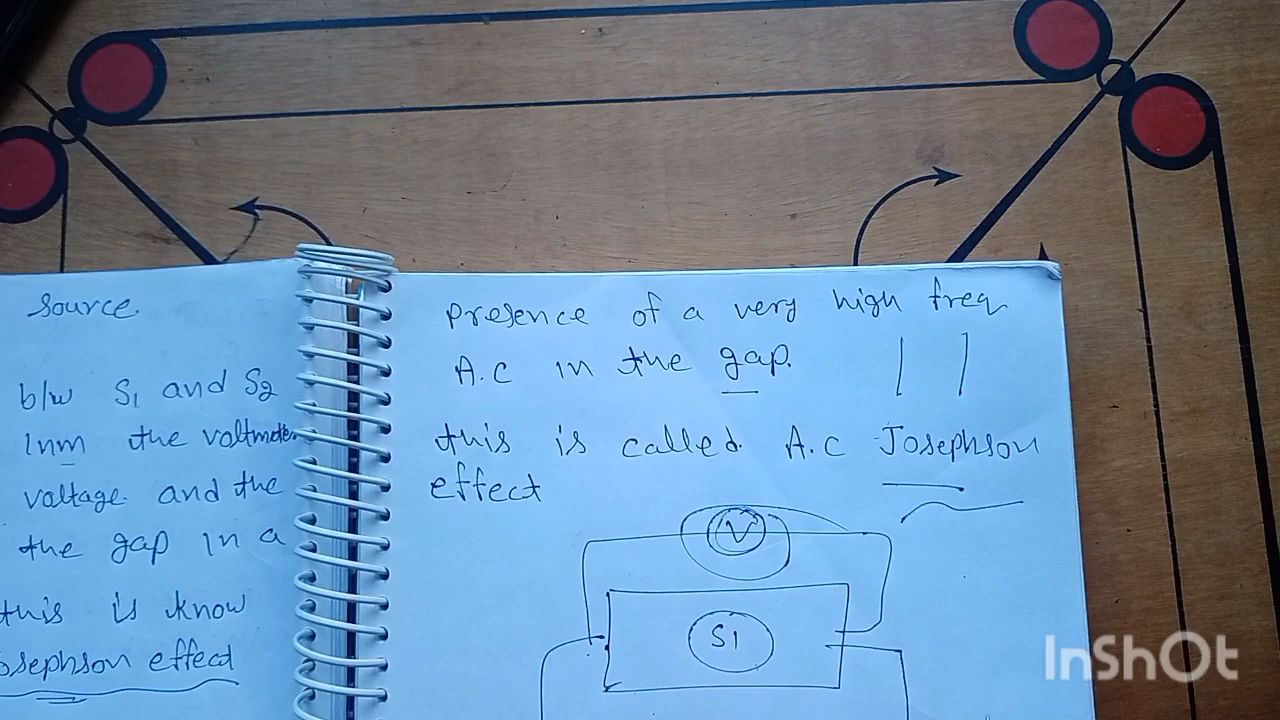 source.
b/w S1 and S2
1nm the voltmeter
voltage and the
the gap in a
this is know
osephson effect
Presence of a very high freq
A.C in the gap.
this is called A.C Josephson
effect
V
S1
InShOt